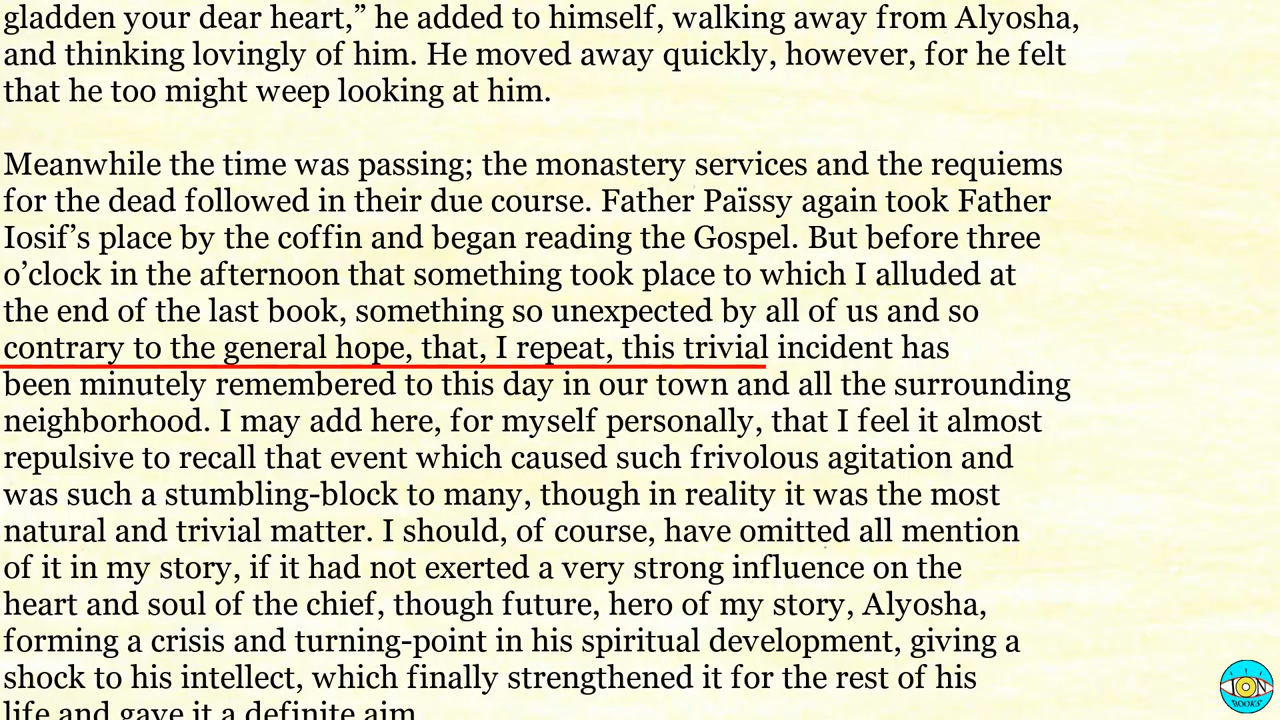 gladden your dear heart,” he added to himself, walking away from Alyosha,
and thinking lovingly of him. He moved away quickly, however, for he felt
that he too might weep looking at him.
Meanwhile the time was passing; the monastery services and the requiems
for the dead followed in their due course. Father Païssy again took Father
Iosif’s place by the coffin and began reading the Gospel. But before three
o’clock in the afternoon that something took place to which I alluded at
the end of the last book, something so unexpected by all of us and so
contrary to the general hope, that, I repeat, this trivial incident has
been minutely remembered to this day in our town and all the surrounding
neighborhood. I may add here, for myself personally, that I feel it almost
repulsive to recall that event which caused such frivolous agitation and
was such a stumbling-block to many, though in reality it was the most
natural and trivial matter. I should, of course, have omitted all mention
of it in my story, if it had not exerted a very strong influence on the
heart and soul of the chief, though future, hero of my story, Alyosha,
forming a crisis and turning-point in his spiritual development, giving a
shock to his intellect, which finally strengthened it for the rest of his
life and gave it a definite aim
ION
BOOKS